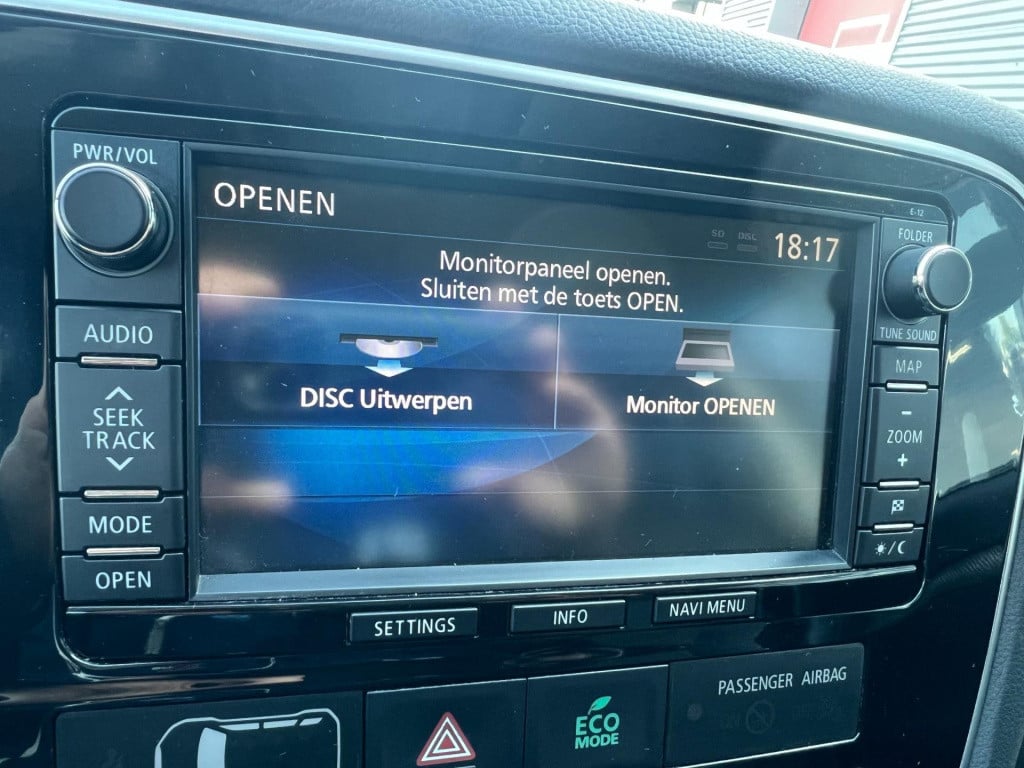 PWR/VOL
OPENEN
E-12
FOLDER
SD DISC 18:17
Monitorpaneel openen.
Sluiten met de toets OPEN.
TUNE SOUND
AUDIO
MAP
SEEK
TRACK
DISC Uitwerpen
Monitor OPENEN
-
ZOOM
+
MODE
OPEN
SETTINGS
INFO
NAVI MENU
PASSENGER AIRBAG
ECO
MODE